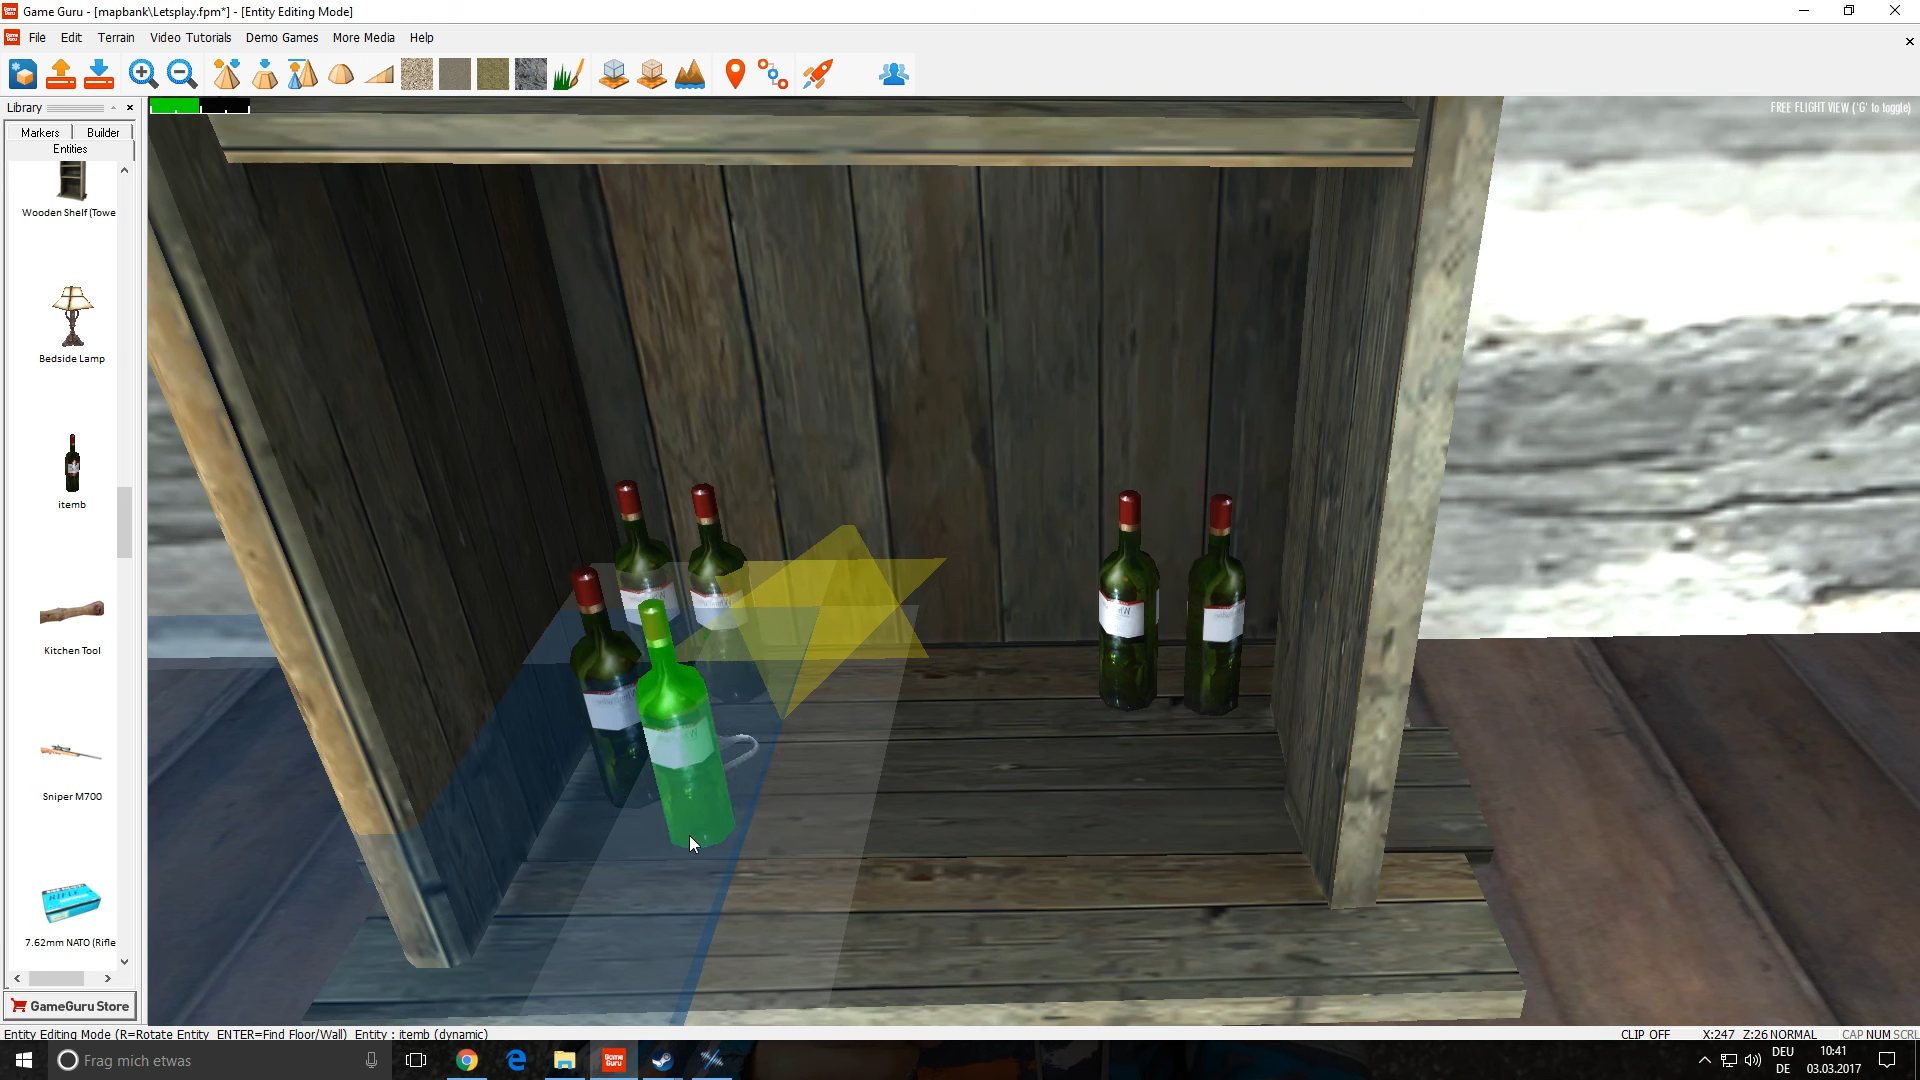 Game Guru - [mapbank\Letsplay.fpm*] - [Entity Editing Mode]
File Edit Terrain Video Tutorials Demo Games More Media Help
Library
Markers Builder
Entities
FREE FLIGHT VIEW ('G' to toggle)
Wooden Shelf (Towe
Bedside Lamp
itemb
Kitchen Tool
Sniper M700
7.62mm NATO (Rifle
GameGuru Store
Entity Editing Mode (R=Rotate Entity ENTER=Find Floor/Wall) Entity : itemb (dynamic)
CLIP OFF X:247 Z:26 NORMAL CAP NUM SCRL
Frag mich etwas
Game
Guru
DEU
DE
10:41
03.03.2017